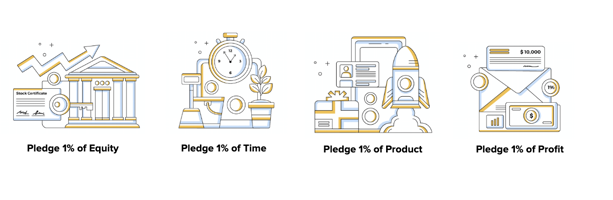 Stock Certificate
$ 10.000
1%
$
Pledge 1% of Equity
Pledge 1% of Time
Pledge 1% of Product
Pledge 1% of Profit